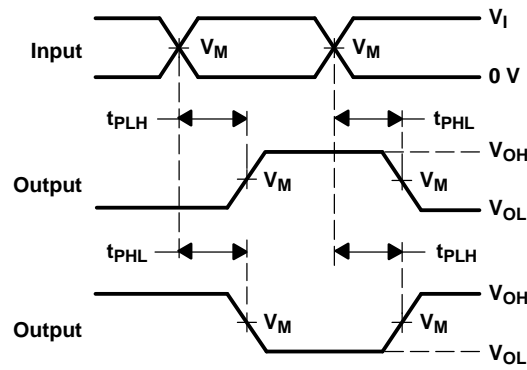 V_I
Input V_M V_M
0 V
t_PLH t_PHL
V_OH
Output V_M V_M
V_OL
t_PHL t_PLH
V_OH
Output V_M V_M
V_OL